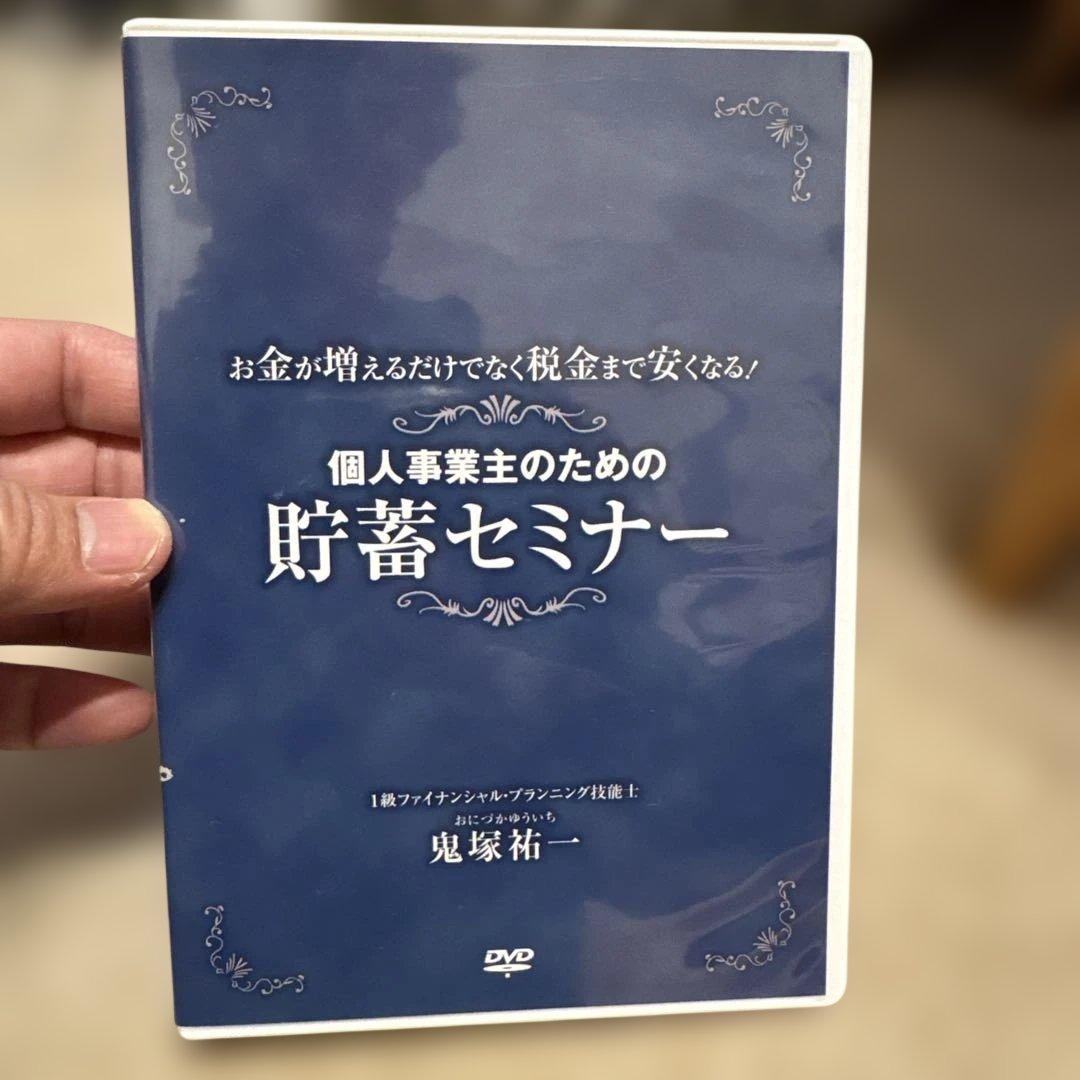 お金が増えるだけでなく税金まで安くなる!
個人事業主のための
貯蓄セミナー
1級ファイナンシャル・プランニング技能士
おにづかゆういち
鬼塚祐一
DVD